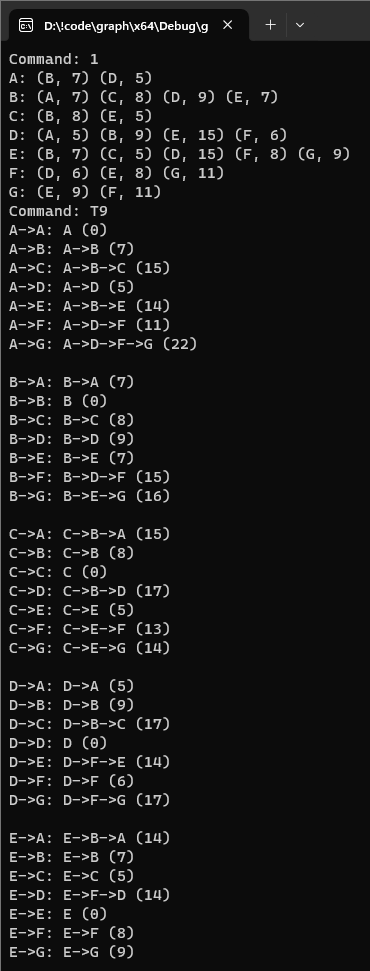 D:\!code\graph\x64\Debug\g
Command: 1
A: (B, 7) (D, 5)
B: (A, 7) (C, 8) (D, 9) (E, 7)
C: (B, 8) (E, 5)
D: (A, 5) (B, 9) (E, 15) (F, 6)
E: (B, 7) (C, 5) (D, 15) (F, 8) (G, 9)
F: (D, 6) (E, 8) (G, 11)
G: (E, 9) (F, 11)
Command: T9
A->A: A (0)
A->B: A->B (7)
A->C: A->B->C (15)
A->D: A->D (5)
A->E: A->B->E (14)
A->F: A->D->F (11)
A->G: A->D->F->G (22)
B->A: B->A (7)
B->B: B (0)
B->C: B->C (8)
B->D: B->D (9)
B->E: B->E (7)
B->F: B->D->F (15)
B->G: B->E->G (16)
C->A: C->B->A (15)
C->B: C->B (8)
C->C: C (0)
C->D: C->B->D (17)
C->E: C->E (5)
C->F: C->E->F (13)
C->G: C->E->G (14)
D->A: D->A (5)
D->B: D->B (9)
D->C: D->B->C (17)
D->D: D (0)
D->E: D->F->E (14)
D->F: D->F (6)
D->G: D->F->G (17)
E->A: E->B->A (14)
E->B: E->B (7)
E->C: E->C (5)
E->D: E->F->D (14)
E->E: E (0)
E->F: E->F (8)
E->G: E->G (9)